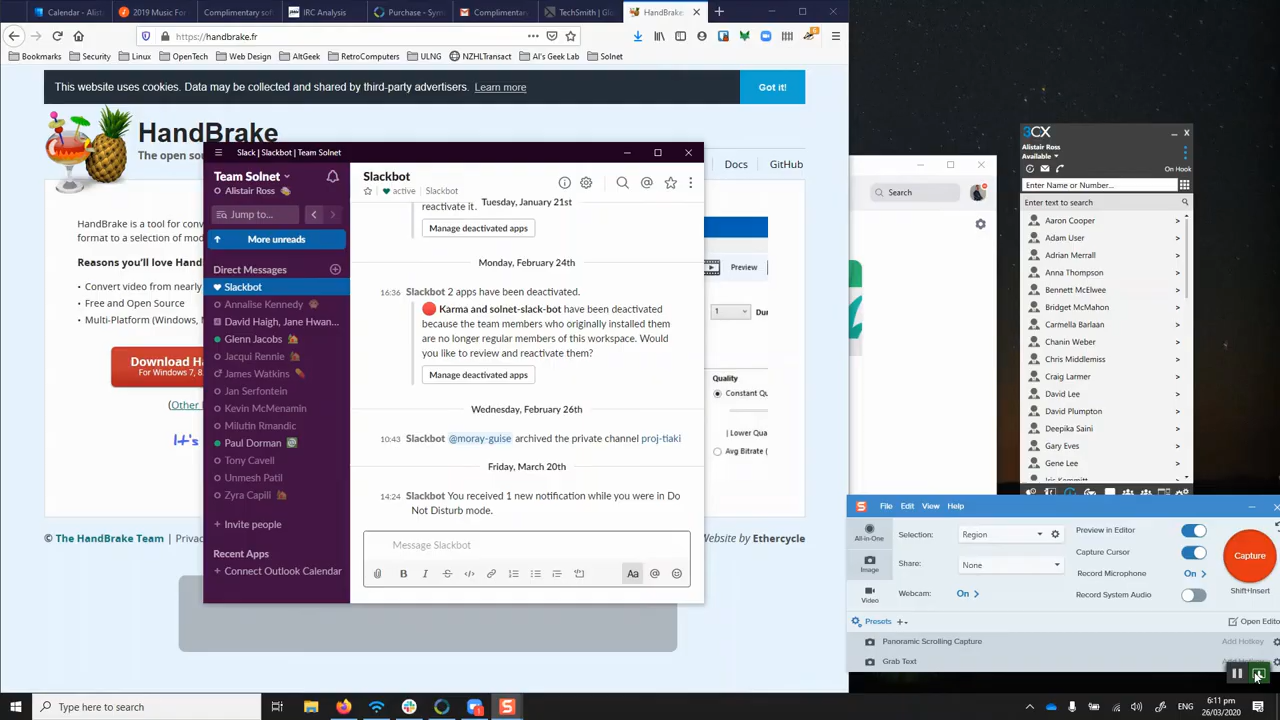 Calendar - Alist
2019 Music For
Complimentary sof
IRC Analysis
Purchase - Sym
Complimentary
TechSmith | Glo
HandBrake:
https://handbrake.fr
Bookmarks
Security
Linux
OpenTech
Web Design
AltGeek
RetroComputers
ULNG
NZHLTransact
Al's Geek Lab
Solnet
This website uses cookies. Data may be collected and shared by third-party advertisers. Learn more
Got it!
HandBrake
The open sou
Docs
GitHub
HandBrake is a tool for conv
format to a selection of mod
Reasons you'll love Hand
• Convert video from nearly
• Free and Open Source
• Multi-Platform (Windows, M
Download Ha
For Windows 7, 8,
(Other
It's
© The HandBrake Team | Privac
Website by Ethercycle
Slack | Slackbot | Team Solnet
Team Solnet
Alistair Ross
Jump to...
More unreads
Direct Messages
Slackbot
Annalise Kennedy
David Haigh, Jane Hwan...
Glenn Jacobs
Jacqui Rennie
James Watkins
Jan Serfontein
Kevin McMenamin
Milutin Rmandic
Paul Dorman
Tony Cavell
Unmesh Patil
Zyra Capili
+ Invite people
Recent Apps
+ Connect Outlook Calendar
Slackbot
active
Slackbot
Tuesday, January 21st
reactivate it.
Manage deactivated apps
Monday, February 24th
16:36 Slackbot 2 apps have been deactivated.
Karma and solnet-slack-bot have been deactivated
because the team members who originally installed them
are no longer regular members of this workspace. Would
you like to review and reactivate them?
Manage deactivated apps
Wednesday, February 26th
10:43 Slackbot @moray-guise archived the private channel proj-tiaki
Friday, March 20th
14:24 Slackbot You received 1 new notification while you were in Do
Not Disturb mode.
Message Slackbot
Aa
Preview
1
Dur
Quality
Constant Qu
| Lower Qua
Avg Bitrate (
Search
3CX
Alistair Ross
Available
On Hook
Enter Name or Number...
Enter text to search
Aaron Cooper
Adam User
Adrian Merrall
Anna Thompson
Bennett McElwee
Bridget McMahon
Carmella Barlaan
Chanin Weber
Chris Middlemiss
Craig Larmer
David Lee
David Plumpton
Deepika Saini
Gary Eves
Gene Lee
File
Edit
View
Help
All-in-One
Image
Video
Selection:
Region
Share:
None
Webcam:
On
Preview in Editor
Capture Cursor
Record Microphone
On
Record System Audio
Capture
Shift+Insert
Presets
Open Edito
Panoramic Scrolling Capture
Add Hotkey
Grab Text
Type here to search
ENG
6:11 pm
26/03/2020